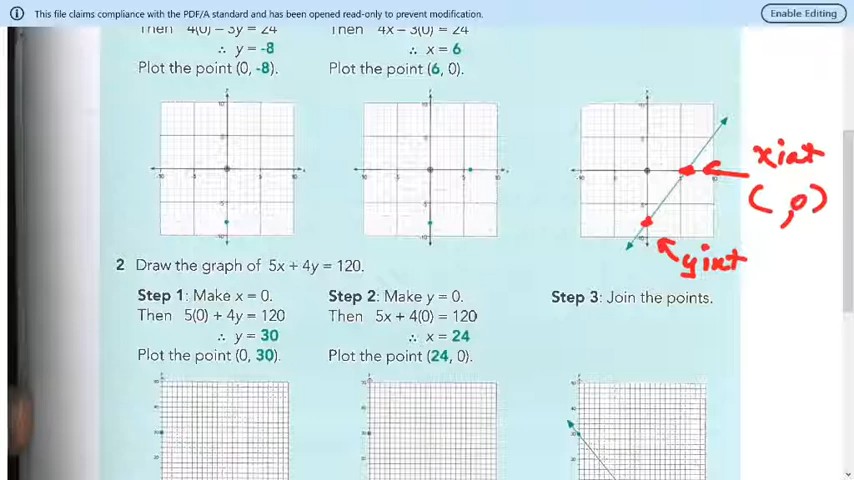 This file claims compliance with the PDF/A standard and has been opened read-only to prevent modification.
Enable Editing
Then 4(0) − 3y = 24
∴ y = -8
Plot the point (0, -8).
Then 4x − 3(0) = 24
∴ x = 6
Plot the point (6, 0).
x int
( ,0)
y int
2 Draw the graph of 5x + 4y = 120.
Step 1: Make x = 0.
Then 5(0) + 4y = 120
∴ y = 30
Plot the point (0, 30).
Step 2: Make y = 0.
Then 5x + 4(0) = 120
∴ x = 24
Plot the point (24, 0).
Step 3: Join the points.